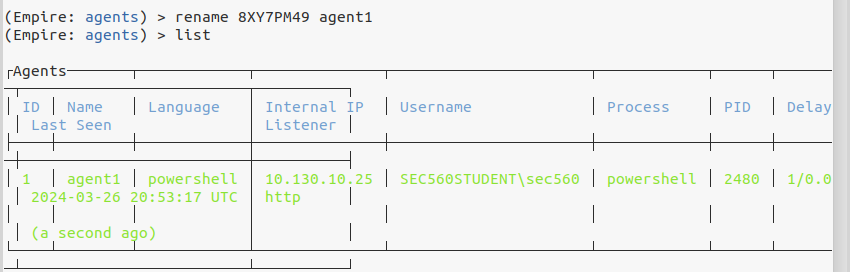 (Empire: agents) > rename 8XY7PM49 agent1
(Empire: agents) > list
Agents
ID Name Language Internal IP Username Process PID Delay
Last Seen Listener
1 agent1 powershell 10.130.10.25 SEC560STUDENT\sec560 powershell 2480 1/0.0
2024-03-26 20:53:17 UTC http
(a second ago)